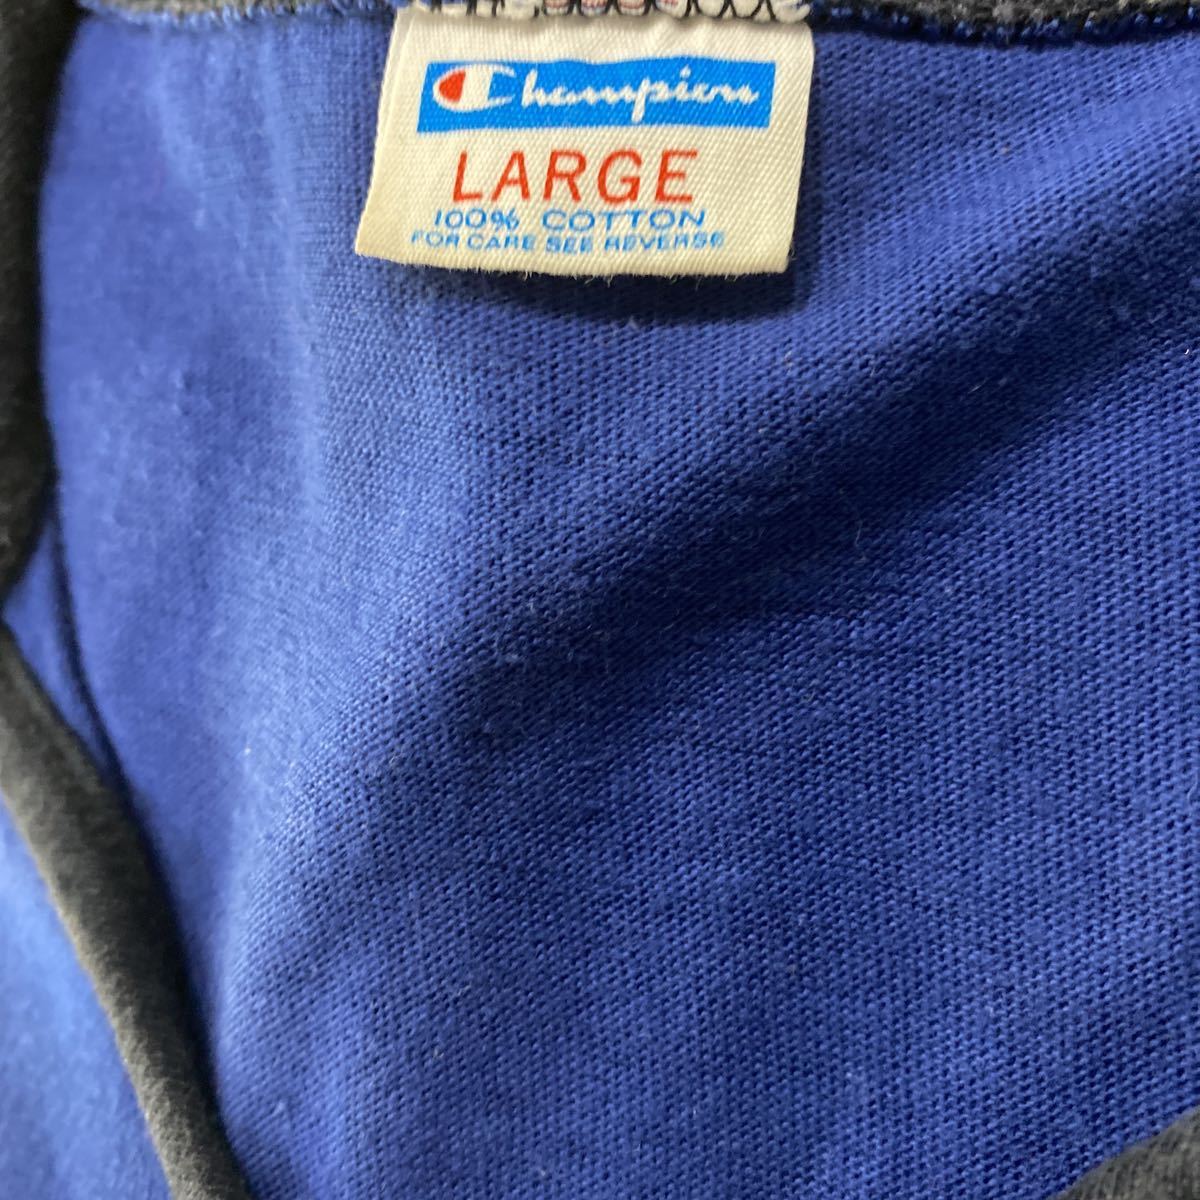 Champion
LARGE
100% COTTON
FOR CARE SEE REVERSE